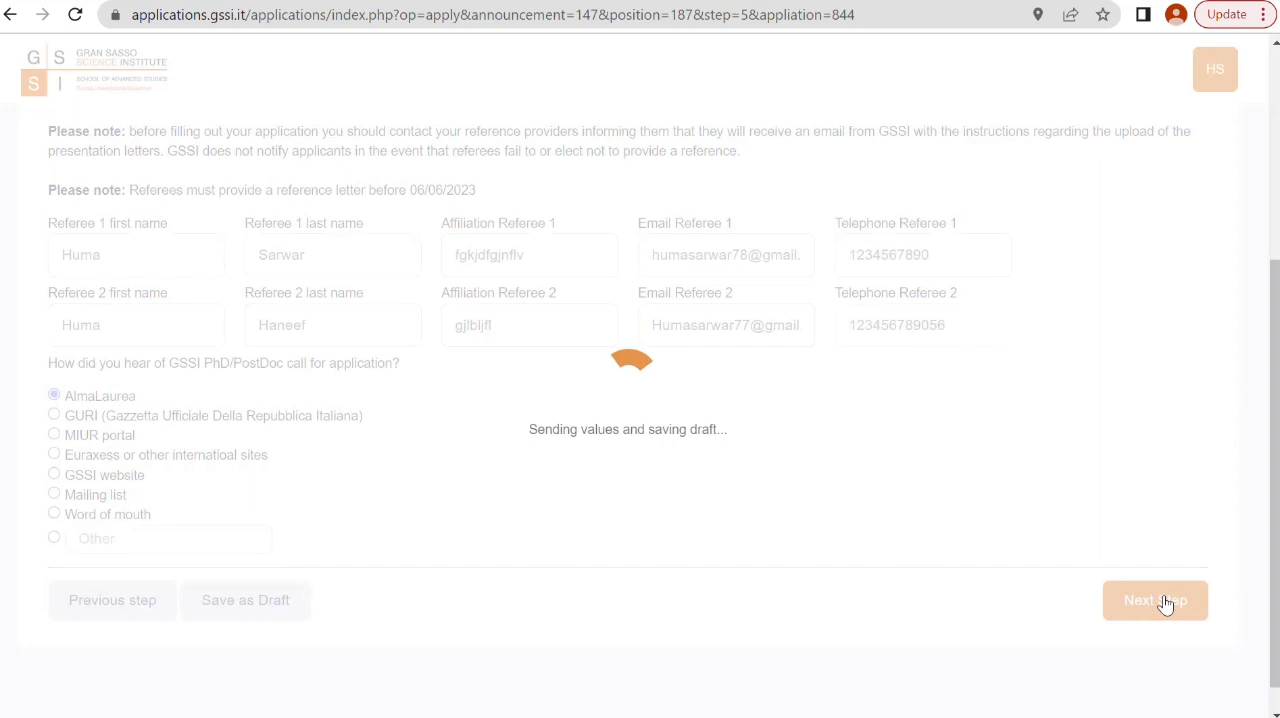 applications.gssi.it/applications/index.php?op=apply&announcement=147&position=187&step=5&appliation=844
Update
G S
S I
GRAN SASSO
SCIENCE INSTITUTE
SCHOOL OF ADVANCED STUDIES
HS
Please note: before filling out your application you should contact your reference providers informing them that they will receive an email from GSSI with the instructions regarding the upload of the
presentation letters. GSSI does not notify applicants in the event that referees fail to or elect not to provide a reference.
Please note: Referees must provide a reference letter before 06/06/2023
Referee 1 first name Referee 1 last name Affiliation Referee 1 Email Referee 1 Telephone Referee 1
Huma Sarwar fgkjdfgjnflv humasarwar78@gmail. 1234567890
Referee 2 first name Referee 2 last name Affiliation Referee 2 Email Referee 2 Telephone Referee 2
Huma Haneef gjlbljfl Humasarwar77@gmail 123456789056
How did you hear of GSSI PhD/PostDoc call for application?
AlmaLaurea
GURI (Gazzetta Ufficiale Della Repubblica Italiana)
Sending values and saving draft...
MIUR portal
Euraxess or other internatioal sites
GSSI website
Mailing list
Word of mouth
Other
Previous step Save as Draft Next Step